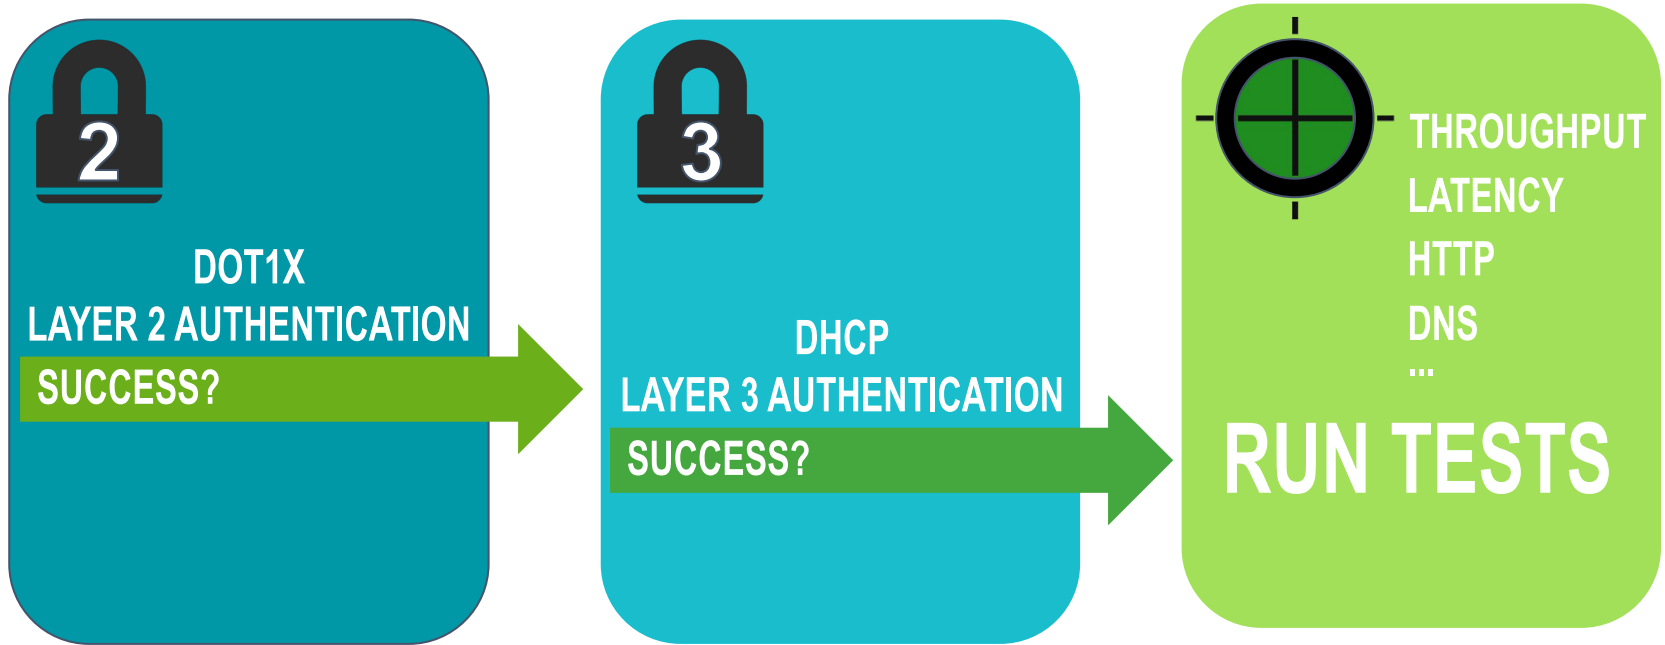 2
DOT1X
LAYER 2 AUTHENTICATION
SUCCESS?
3
DHCP
LAYER 3 AUTHENTICATION
SUCCESS?
THROUGHPUT
LATENCY
HTTP
DNS
...
RUN TESTS